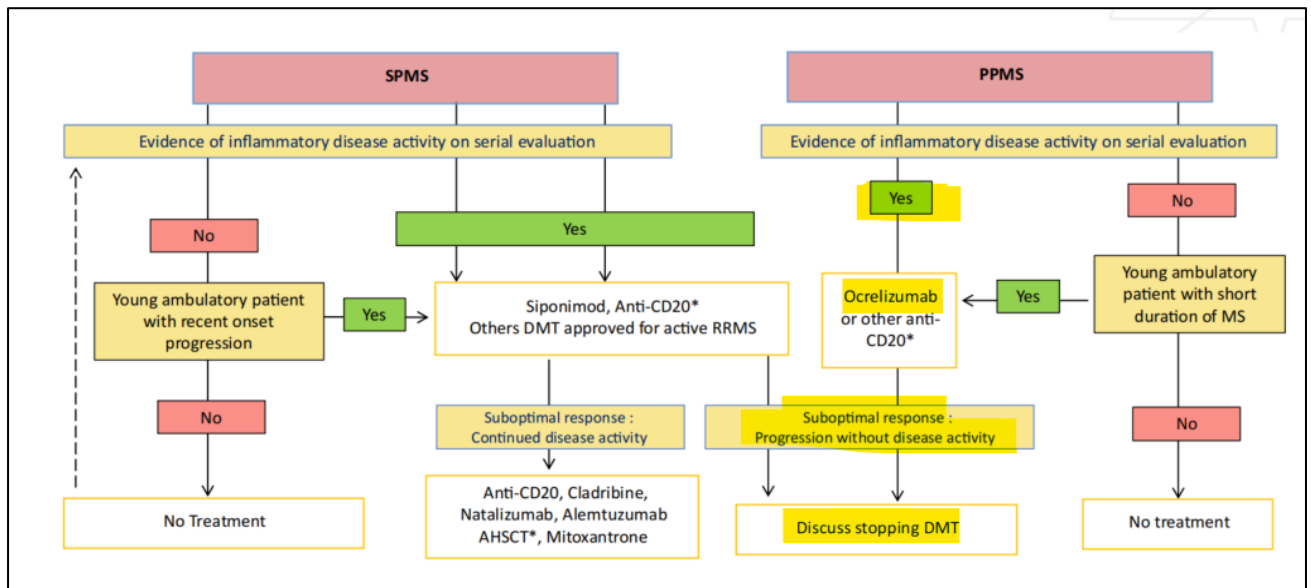 SPMS
PPMS
Evidence of inflammatory disease activity on serial evaluation
Evidence of inflammatory disease activity on serial evaluation
No
Yes
Yes
No
Young ambulatory patient
with recent onset
progression
Yes
Siponimod, Anti-CD20*
Others DMT approved for active RRMS
Ocrelizumab
or other anti-
CD20*
Yes
Young ambulatory
patient with short
duration of MS
No
Suboptimal response :
Continued disease activity
Suboptimal response :
Progression without disease activity
No
No Treatment
Anti-CD20, Cladribine,
Natalizumab, Alemtuzumab
AHSCT*, Mitoxantrone
Discuss stopping DMT
No treatment